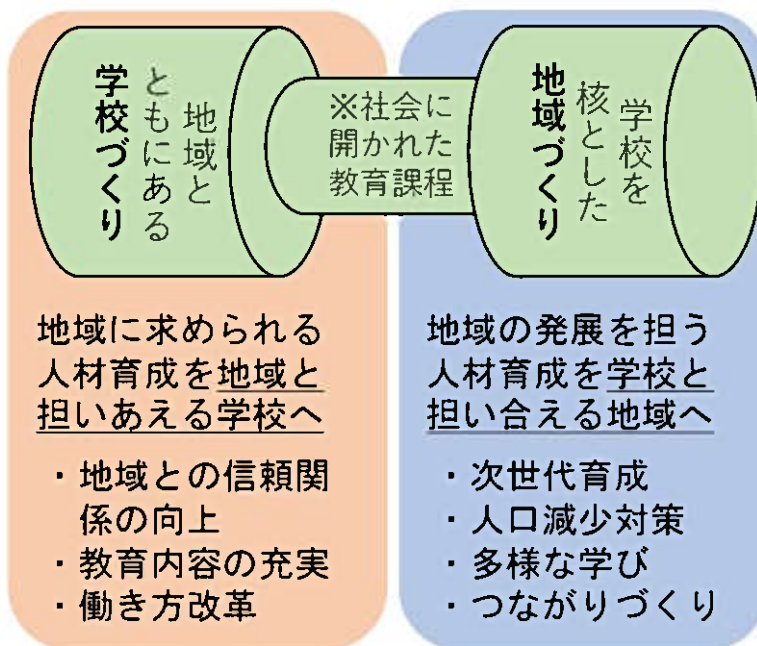 地域と
ともにある
学校づくり
※社会に
開かれた
教育課程
学校を
核とした
地域づくり
地域に求められる
人材育成を地域と
担いあえる学校へ
・地域との信頼関
係の向上
・教育内容の充実
・働き方改革
地域の発展を担う
人材育成を学校と
担い合える地域へ
・次世代育成
・人口減少対策
・多様な学び
・つながりづくり